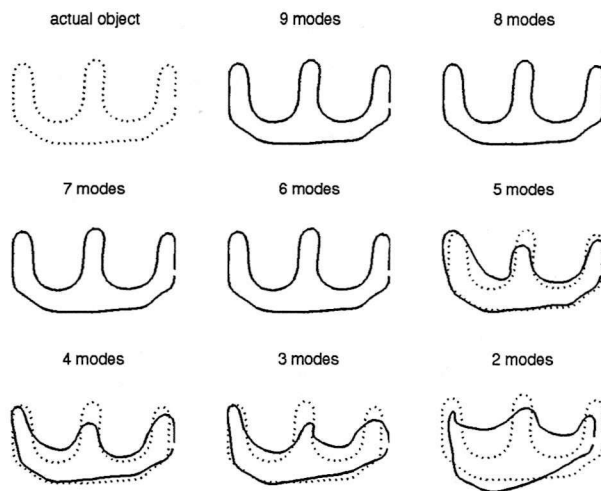 actual object
9 modes
8 modes
7 modes
6 modes
5 modes
4 modes
3 modes
2 modes